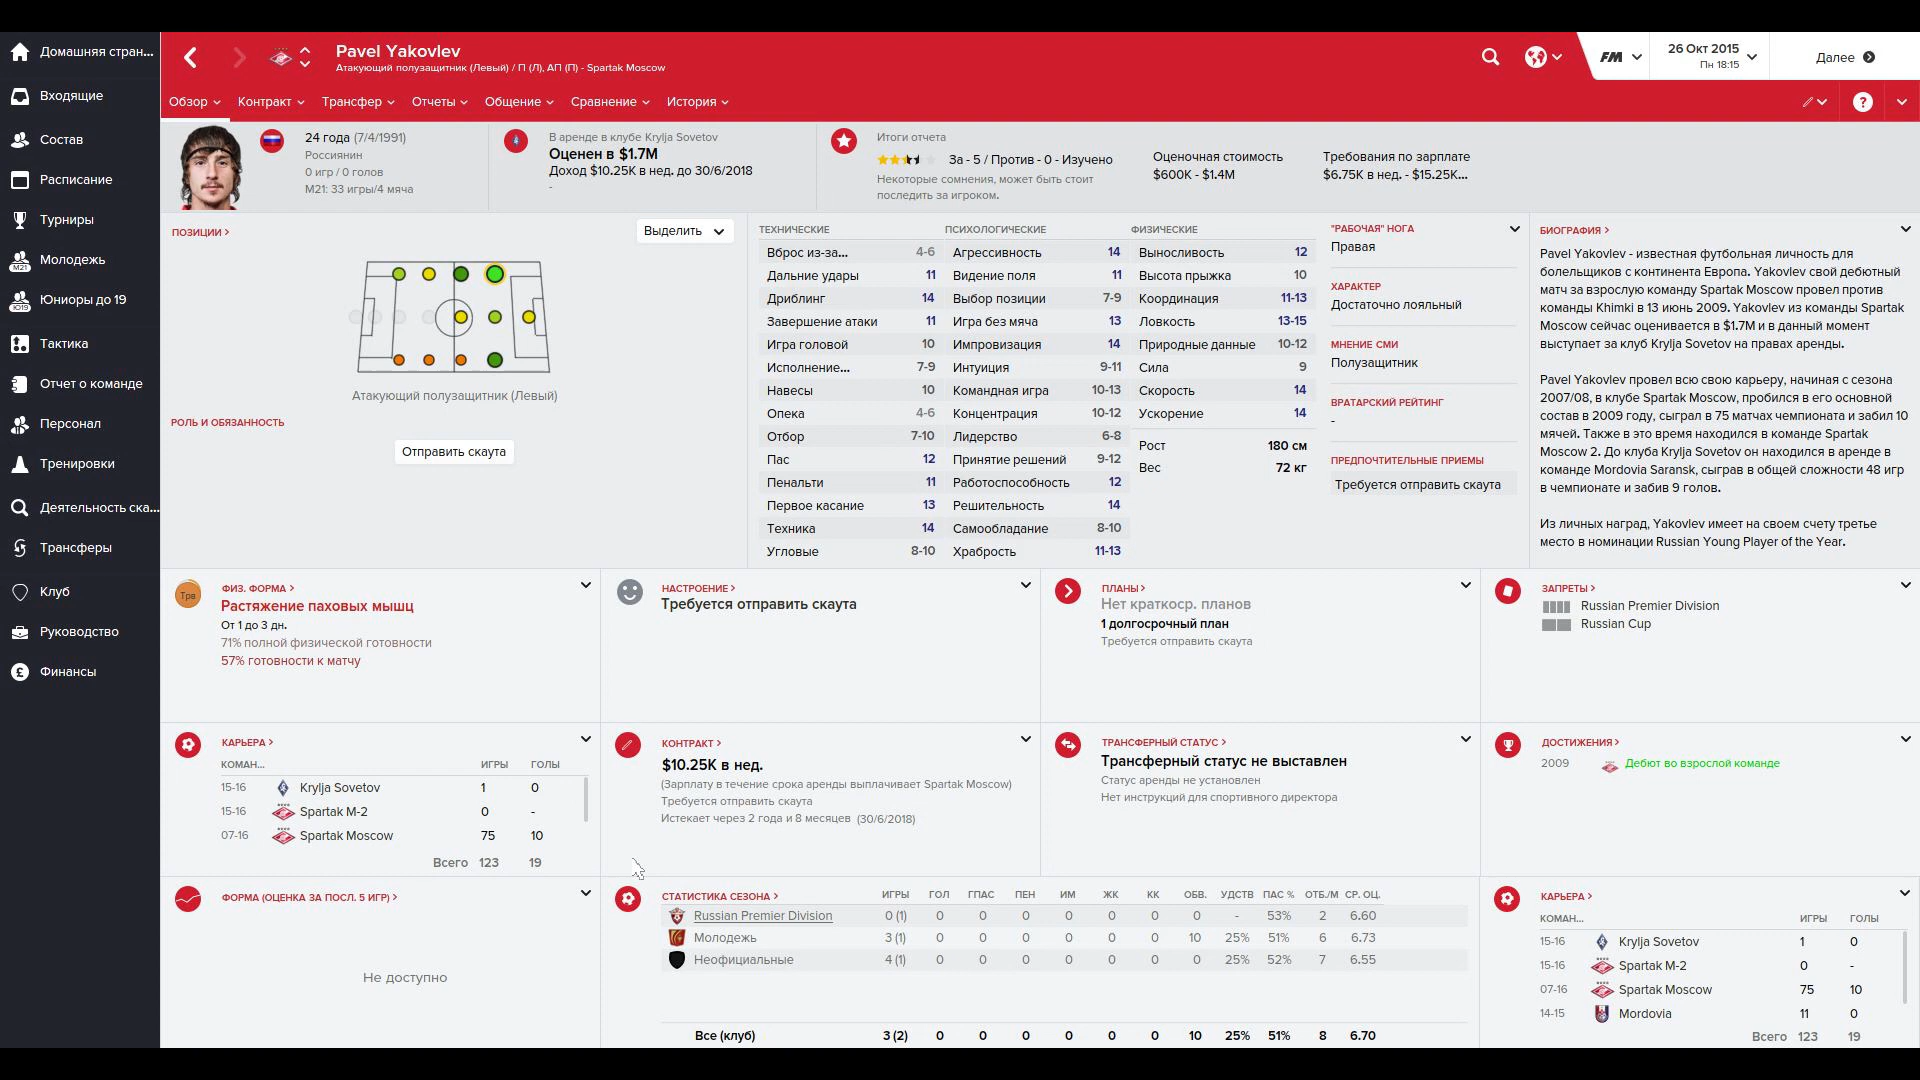 Домашняя стран...
Входящие
Состав
Расписание
Турниры
Молодежь
Юниоры до 19
Тактика
Отчет о команде
Персонал
Тренировки
Деятельность ска...
Трансферы
Клуб
Руководство
Финансы
Pavel Yakovlev
Атакующий полузащитник (Левый) / П (Л), АП (П) - Spartak Moscow
FM
26 Окт 2015
Пн 18:15
Далее
Обзор Контракт Трансфер Отчеты Общение Сравнение История
?
24 года (7/4/1991)
Россиянин
0 игр / 0 голов
М21: 33 игры/4 мяча
В аренде в клубе Krylja Sovetov
Оценен в $1.7M
Доход $10.25K в нед. до 30/6/2018
-
Итоги отчета
За - 5 / Против - 0 - Изучено
Некоторые сомнения, может быть стоит
последить за игроком.
Оценочная стоимость
$600K - $1.4M
Требования по зарплате
$6.75K в нед. - $15.25K...
ПОЗИЦИИ >
Выделить
Атакующий полузащитник (Левый)
РОЛЬ И ОБЯЗАННОСТЬ
Отправить скаута
ТЕХНИЧЕСКИЕ
Вброс из-за... 4-6
Дальние удары 11
Дриблинг 14
Завершение атаки 11
Игра головой 10
Исполнение... 7-9
Навесы 10
Опека 4-6
Отбор 7-10
Пас 12
Пенальти 11
Первое касание 13
Техника 14
Угловые 8-10
ПСИХОЛОГИЧЕСКИЕ
Агрессивность 14
Видение поля 11
Выбор позиции 7-9
Игра без мяча 13
Импровизация 14
Интуиция 9-11
Командная игра 10-13
Концентрация 10-12
Лидерство 6-8
Принятие решений 9-12
Работоспособность 12
Решительность 14
Самообладание 8-10
Храбрость 11-13
ФИЗИЧЕСКИЕ
Выносливость 12
Высота прыжка 10
Координация 11-13
Ловкость 13-15
Природные данные 10-12
Сила 9
Скорость 14
Ускорение 14
Рост 180 см
Вес 72 кг
"РАБОЧАЯ" НОГА
Правая
ХАРАКТЕР
Достаточно лояльный
МНЕНИЕ СМИ
Полузащитник
ВРАТАРСКИЙ РЕЙТИНГ
-
ПРЕДПОЧТИТЕЛЬНЫЕ ПРИЕМЫ
Требуется отправить скаута
БИОГРАФИЯ >
Pavel Yakovlev - известная футбольная личность для
болельщиков с континента Европа. Yakovlev свой дебютный
матч за взрослую команду Spartak Moscow провел против
команды Khimki в 13 июнь 2009. Yakovlev из команды Spartak
Moscow сейчас оценивается в $1.7M и в данный момент
выступает за клуб Krylja Sovetov на правах аренды.
Pavel Yakovlev провел всю свою карьеру, начиная с сезона
2007/08, в клубе Spartak Moscow, пробился в его основной
состав в 2009 году, сыграл в 75 матчах чемпионата и забил 10
мячей. Также в это время находился в команде Spartak
Moscow 2. До клуба Krylja Sovetov он находился в аренде в
команде Mordovia Saransk, сыграв в общей сложности 48 игр
в чемпионате и забив 9 голов.
Из личных наград, Yakovlev имеет на своем счету третье
место в номинации Russian Young Player of the Year.
Трв
ФИЗ. ФОРМА >
Растяжение паховых мышц
От 1 до 3 дн.
71% полной физической готовности
57% готовности к матчу
НАСТРОЕНИЕ >
Требуется отправить скаута
ПЛАНЫ >
Нет краткоср. планов
1 долгосрочный план
Требуется отправить скаута
ЗАПРЕТЫ >
Russian Premier Division
Russian Cup
КАРЬЕРА >
КОМАН... ИГРЫ ГОЛЫ
15-16 Krylja Sovetov 1 0
15-16 Spartak M-2 0 -
07-16 Spartak Moscow 75 10
Всего 123 19
КОНТРАКТ >
$10.25K в нед.
(Зарплату в течение срока аренды выплачивает Spartak Moscow)
Требуется отправить скаута
Истекает через 2 года и 8 месяцев (30/6/2018)
ТРАНСФЕРНЫЙ СТАТУС >
Трансферный статус не выставлен
Статус аренды не установлен
Нет инструкций для спортивного директора
ДОСТИЖЕНИЯ >
2009 Дебют во взрослой команде
ФОРМА (ОЦЕНКА ЗА ПОСЛ. 5 ИГР) >
Не доступно
СТАТИСТИКА СЕЗОНА > ИГРЫ ГОЛ ГПАС ПЕН ИМ ЖК КК ОБВ. УДСТВ ПАС % ОТБ./М СР. ОЦ.
Russian Premier Division 0 (1) 0 0 0 0 0 0 0 - 53% 2 6.60
Молодежь 3 (1) 0 0 0 0 0 0 10 25% 51% 6 6.73
Неофициальные 4 (1) 0 0 0 0 0 0 0 25% 52% 7 6.55
Все (клуб) 3 (2) 0 0 0 0 0 0 10 25% 51% 8 6.70
КАРЬЕРА >
КОМАН... ИГРЫ ГОЛЫ
15-16 Krylja Sovetov 1 0
15-16 Spartak M-2 0 -
07-16 Spartak Moscow 75 10
14-15 Mordovia 11 0
Всего 123 19